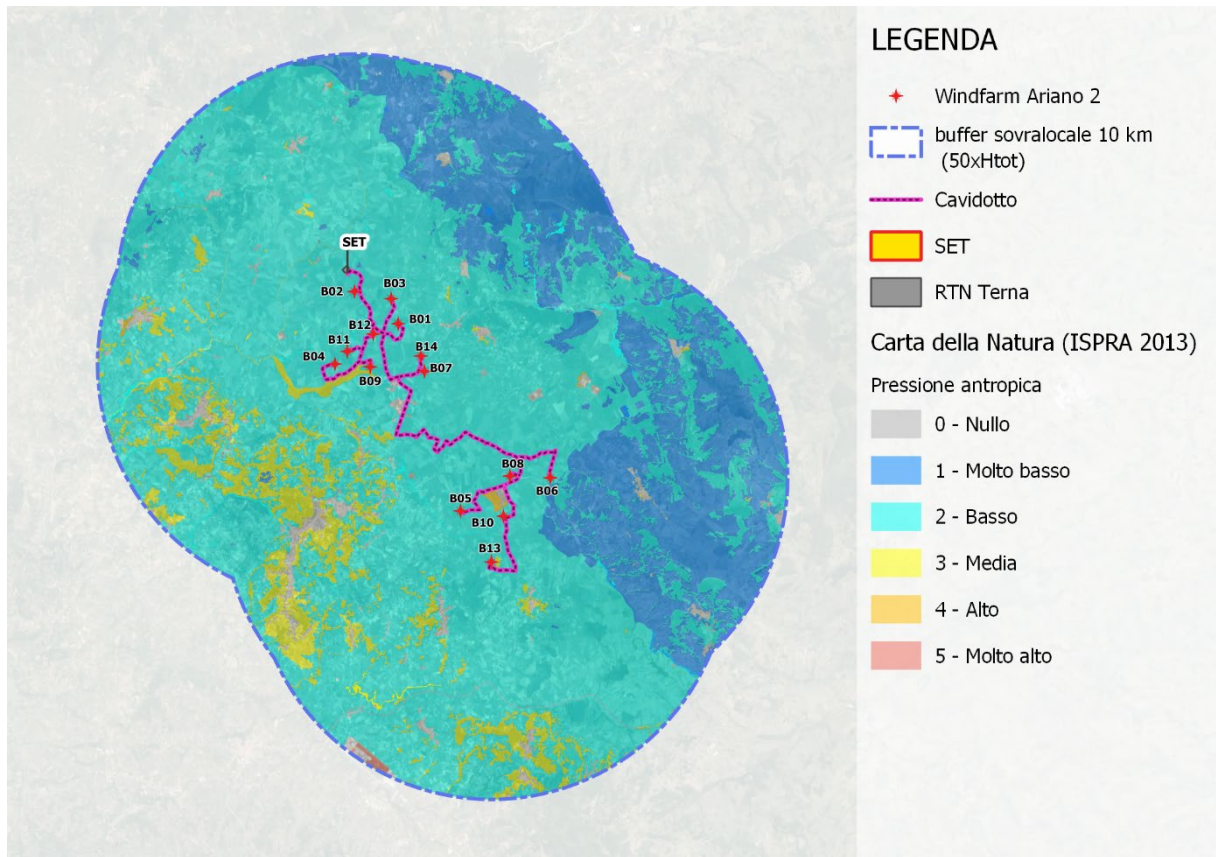 LEGENDA
Windfarm Ariano 2
buffer sovralocale 10 km
(50xHtot)
Cavidotto
SET
RTN Terna
Carta della Natura (ISPRA 2013)
Pressione antropica
0 - Nullo
1 - Molto basso
2 - Basso
3 - Media
4 - Alto
5 - Molto alto
SET
B02
B03
B12
B01
B11
B14
B04
B09
B07
B08
B06
B05
B10
B13